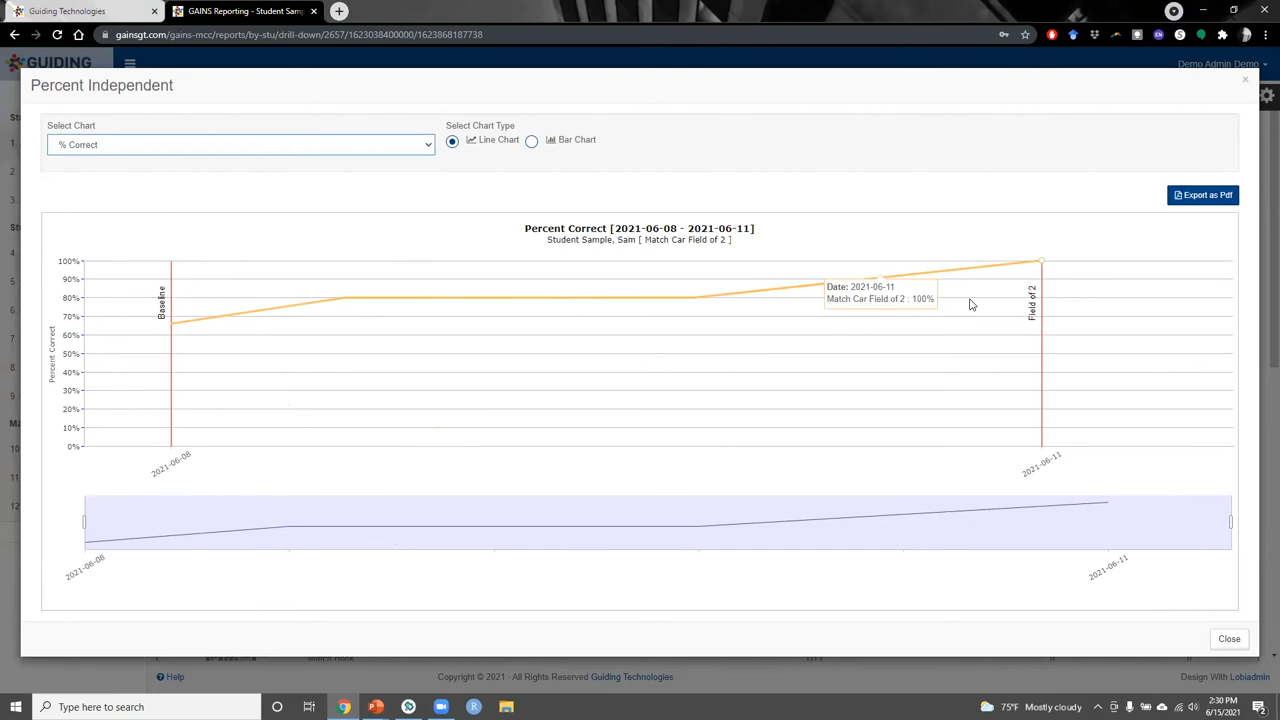 Guiding Technologies
GAINS Reporting - Student Samp
gainsgt.com/gains-mcc/reports/by-stu/drill-down/2657/1623038400000/1623868187738
GUIDING
Demo Admin Demo
Percent Independent
Select Chart
% Correct
Select Chart Type
Line Chart
Bar Chart
Export as Pdf
Percent Correct [2021-06-08 - 2021-06-11]
Student Sample, Sam [ Match Car Field of 2 ]
Percent Correct
100%
90%
80%
70%
60%
50%
40%
30%
20%
10%
0%
Baseline
Date: 2021-06-11
Match Car Field of 2 : 100%
Field of 2
2021-06-08
2021-06-11
2021-06-08
2021-06-11
Close
Help
Copyright © 2021 · All Rights Reserved Guiding Technologies.
Design With Lobiadmin
Type here to search
75°F Mostly cloudy
2:30 PM
6/15/2021